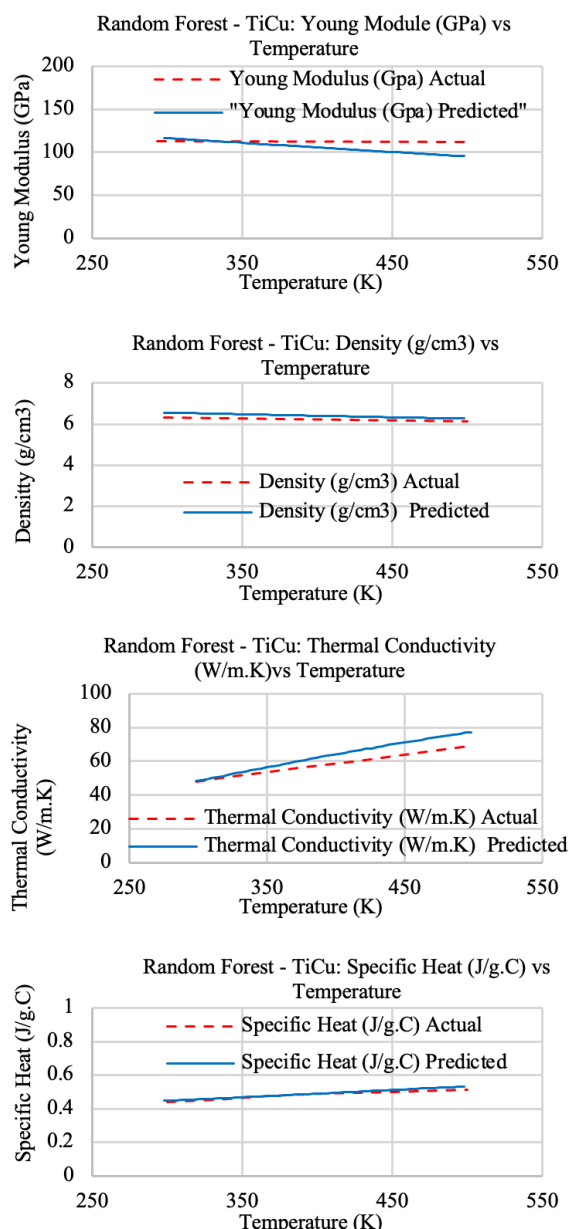 Random Forest - TiCu: Young Module (GPa) vs
Temperature
200
150
100
50
0
Young Modulus (GPa)
Young Modulus (Gpa) Actual
"Young Modulus (Gpa) Predicted"
250
350
450
550
Temperature (K)
Random Forest - TiCu: Density (g/cm3) vs
Temperature
8
6
4
2
0
Densitty (g/cm3)
Density (g/cm3) Actual
Density (g/cm3) Predicted
250
350
450
550
Temperature (K)
Random Forest - TiCu: Thermal Conductivity
(W/m.K)vs Temperature
100
80
60
40
20
0
Thermal Conductivity
(W/m.K)
Thermal Conductivity (W/m.K) Actual
Thermal Conductivity (W/m.K) Predicted
250
350
450
550
Temperature (K)
Random Forest - TiCu: Specific Heat (J/g.C) vs
Temperature
1
0.8
0.6
0.4
0.2
0
Specific Heat (J/g.C)
Specific Heat (J/g.C) Actual
Specific Heat (J/g.C) Predicted
250
350
450
550
Temperature (K)